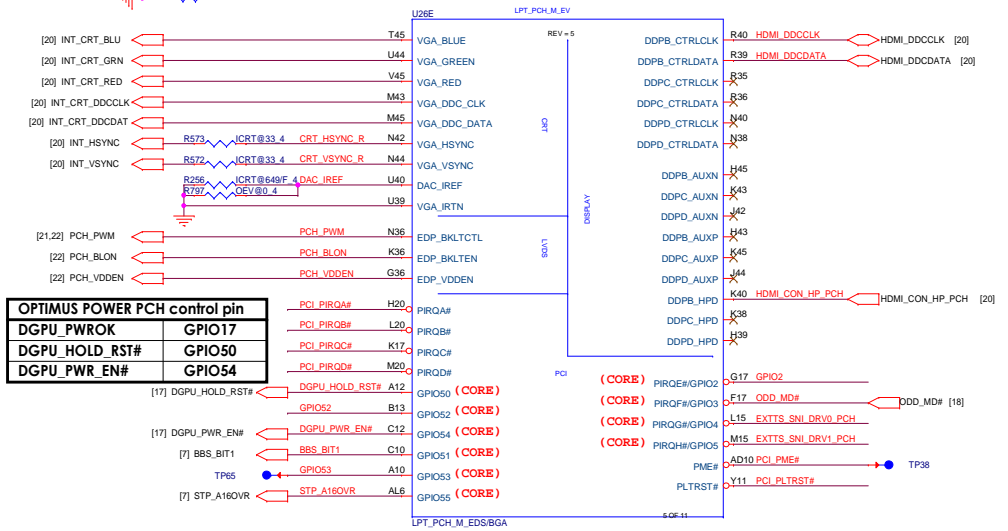 U26E
LPT_PCH_M_EV
REV = 5
[20] INT_CRT_BLU T45 VGA_BLUE DDPB_CTRLCLK R40 HDMI_DDCCLK HDMI_DDCCLK [20]
[20] INT_CRT_GRN U44 VGA_GREEN DDPB_CTRLDATA R39 HDMI_DDCDATA HDMI_DDCDATA [20]
[20] INT_CRT_RED V45 VGA_RED DDPC_CTRLCLK R35
[20] INT_CRT_DDCCLK M43 VGA_DDC_CLK DDPC_CTRLDATA R36
[20] INT_CRT_DDCDAT M45 VGA_DDC_DATA CRT DDPD_CTRLCLK N40
[20] INT_HSYNC R573 ICRT@33_4 CRT_HSYNC_R N42 VGA_HSYNC DDPD_CTRLDATA N38
[20] INT_VSYNC R572 ICRT@33_4 CRT_VSYNC_R N44 VGA_VSYNC
R256 ICRT@649/F_4 DAC_IREF U40 DAC_IREF DDPB_AUXN H45
R797 OEV@0_4
DDPC_AUXN K43
U39 VGA_IRTN DISPLAY DDPD_AUXN J42
[21,22] PCH_PWM PCH_PWM N36 EDP_BKLTCTL LVDS DDPB_AUXP H43
[22] PCH_BLON PCH_BLON K36 EDP_BKLTEN DDPC_AUXP K45
[22] PCH_VDDEN PCH_VDDEN G36 EDP_VDDEN DDPD_AUXP J44
OPTIMUS POWER PCH control pin
DGPU_PWROK GPIO17
DGPU_HOLD_RST# GPIO50
DGPU_PWR_EN# GPIO54
PCI_PIRQA# H20 PIRQA# DDPB_HPD K40 HDMI_CON_HP_PCH HDMI_CON_HP_PCH [20]
PCI_PIRQB# L20 PIRQB# DDPC_HPD K38
PCI_PIRQC# K17 PIRQC# DDPD_HPD H39
PCI_PIRQD# M20 PIRQD# PCI
[17] DGPU_HOLD_RST# DGPU_HOLD_RST# A12 GPIO50 (CORE) (CORE) PIRQE#/GPIO2 G17 GPIO2
GPIO52 B13 GPIO52 (CORE) (CORE) PIRQF#/GPIO3 F17 ODD_MD# ODD_MD# [18]
[17] DGPU_PWR_EN# DGPU_PWR_EN# C12 GPIO54 (CORE) (CORE) PIRQG#/GPIO4 L15 EXTTS_SNI_DRV0_PCH
[7] BBS_BIT1 BBS_BIT1 C10 GPIO51 (CORE) (CORE) PIRQH#/GPIO5 M15 EXTTS_SNI_DRV1_PCH
TP65 GPIO53 A10 GPIO53 (CORE) PME# AD10 PCI_PME# TP38
[7] STP_A16OVR STP_A16OVR AL6 GPIO55 (CORE) PLTRST# Y11 PCI_PLTRST#
5 OF 11
LPT_PCH_M_EDS/BGA